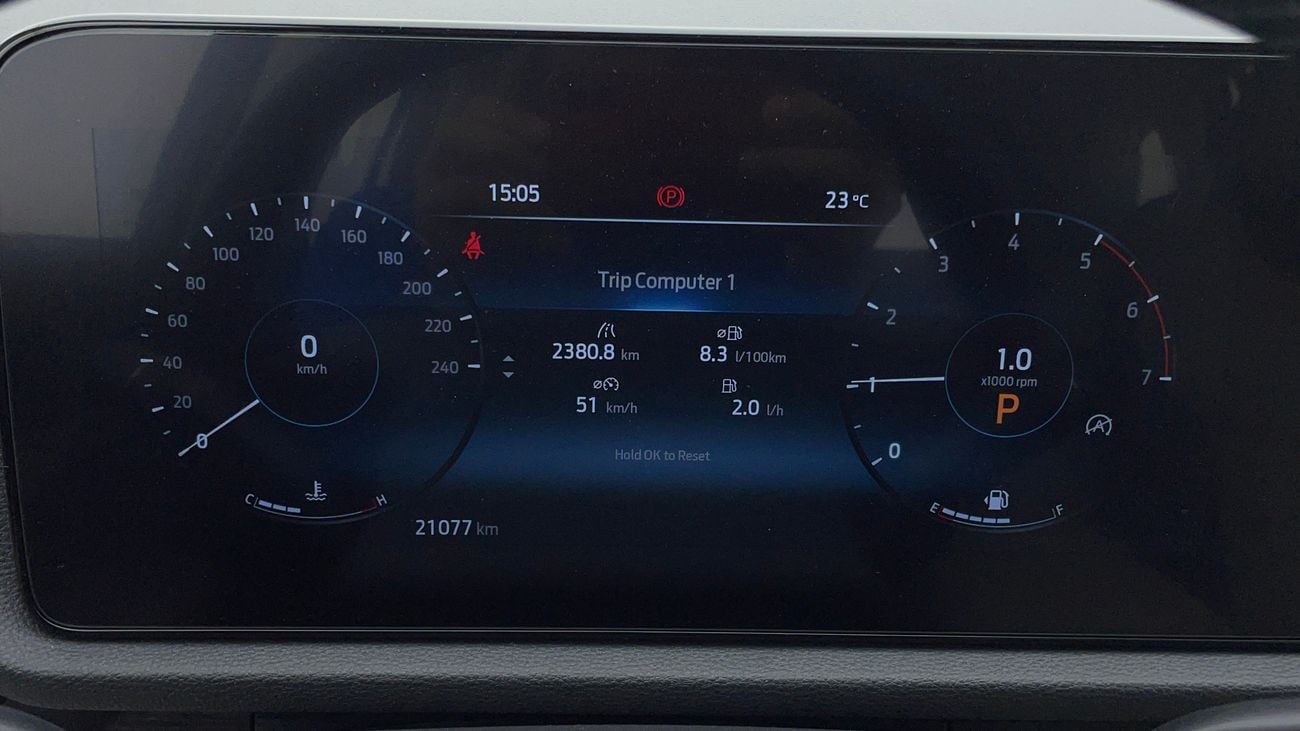 15:05 P 23 °C
Trip Computer 1
2380.8 km 8.3 l/100km
51 km/h 2.0 l/h
Hold OK to Reset
0 20 40 60 80 100 120 140 160 180 200 220 240
0
km/h
C H
21077 km
0 1 2 3 4 5 6 7
1.0
x1000 rpm
P
A
E F